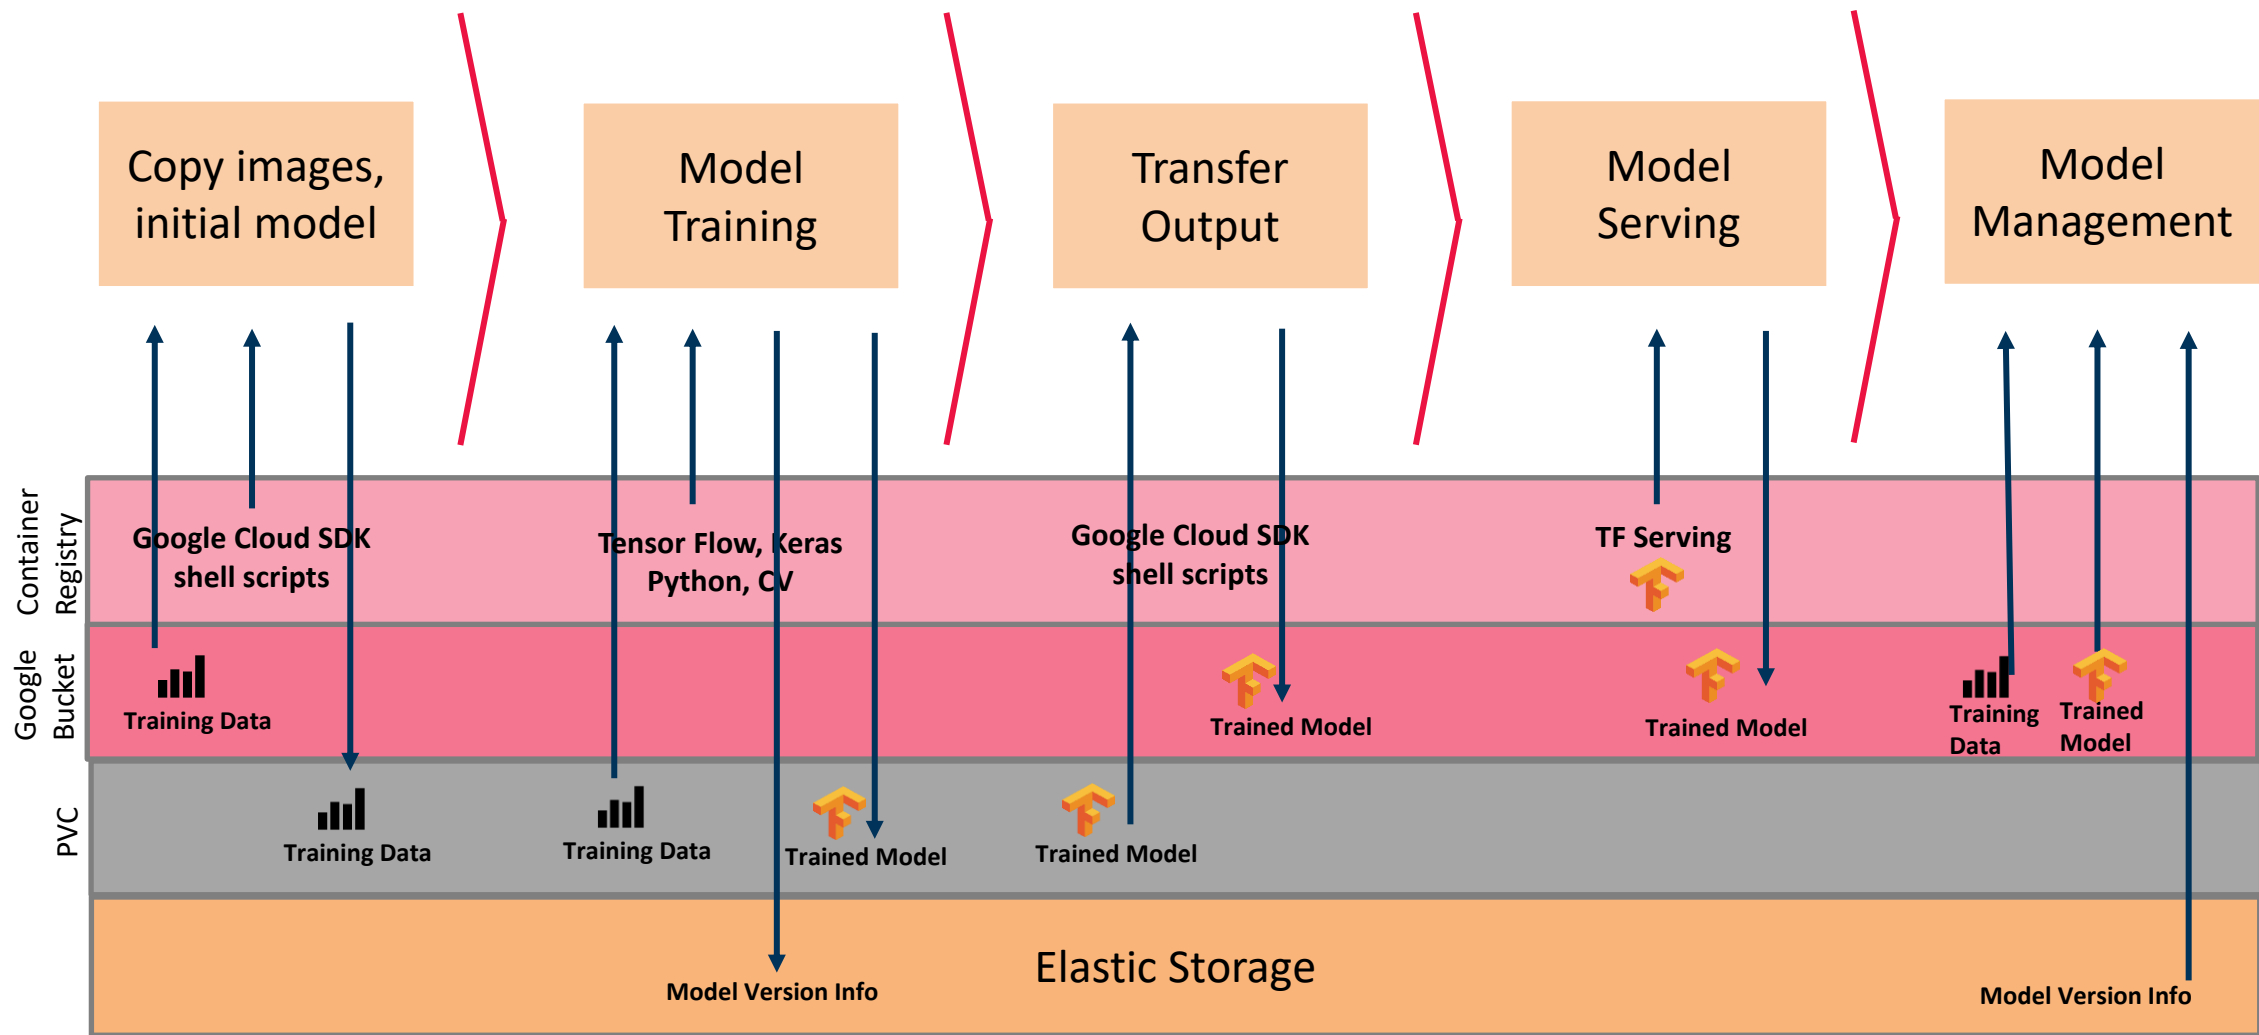 Copy images,
initial model
Model
Training
Transfer
Output
Model
Serving
Model
Management
Container
Registry
Google Cloud SDK
shell scripts
Tensor Flow, Keras
Python, CV
Google Cloud SDK
shell scripts
TF Serving
Google
Bucket
Training Data
Trained Model
Trained Model
Training
Data
Trained
Model
PVC
Training Data
Training Data
Trained Model
Trained Model
Elastic Storage
Model Version Info
Model Version Info